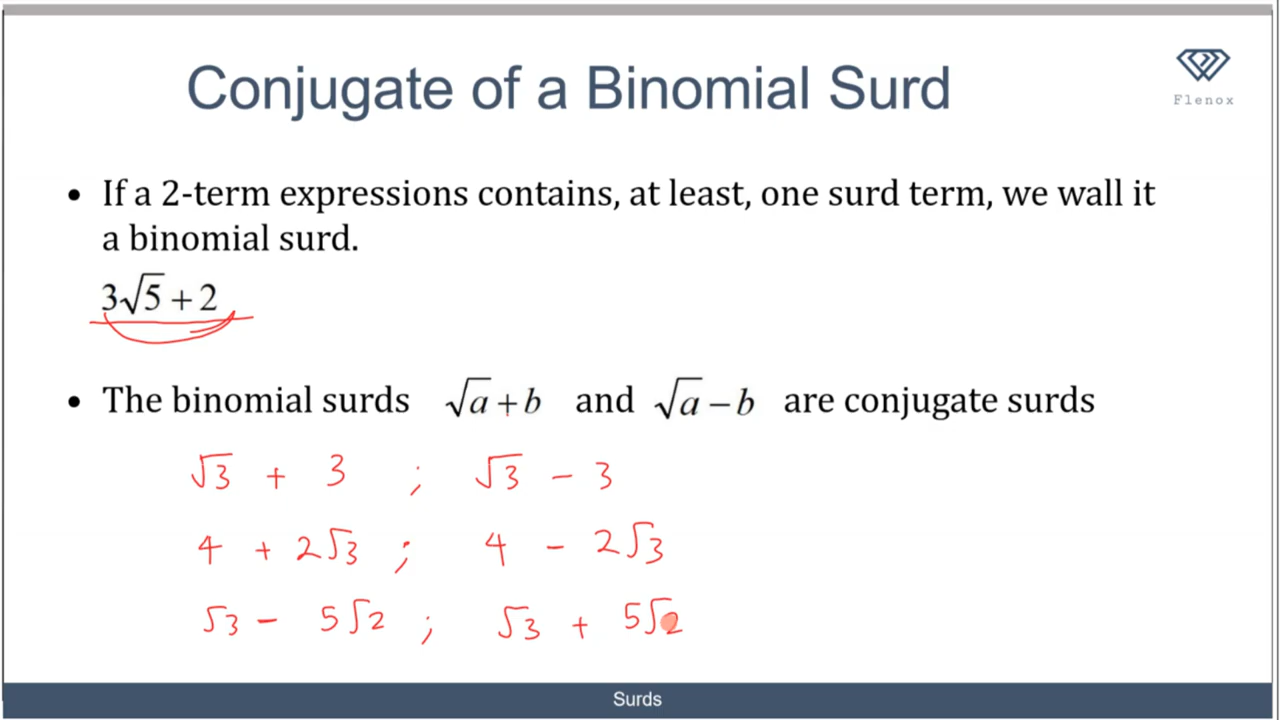 Conjugate of a Binomial Surd
Flenox
• If a 2-term expressions contains, at least, one surd term, we wall it
a binomial surd.
3√5 + 2
• The binomial surds √a + b and √a − b are conjugate surds
√3 + 3 ; √3 − 3
4 + 2√3 ; 4 − 2√3
√3 − 5√2 ; √3 + 5√2
Surds